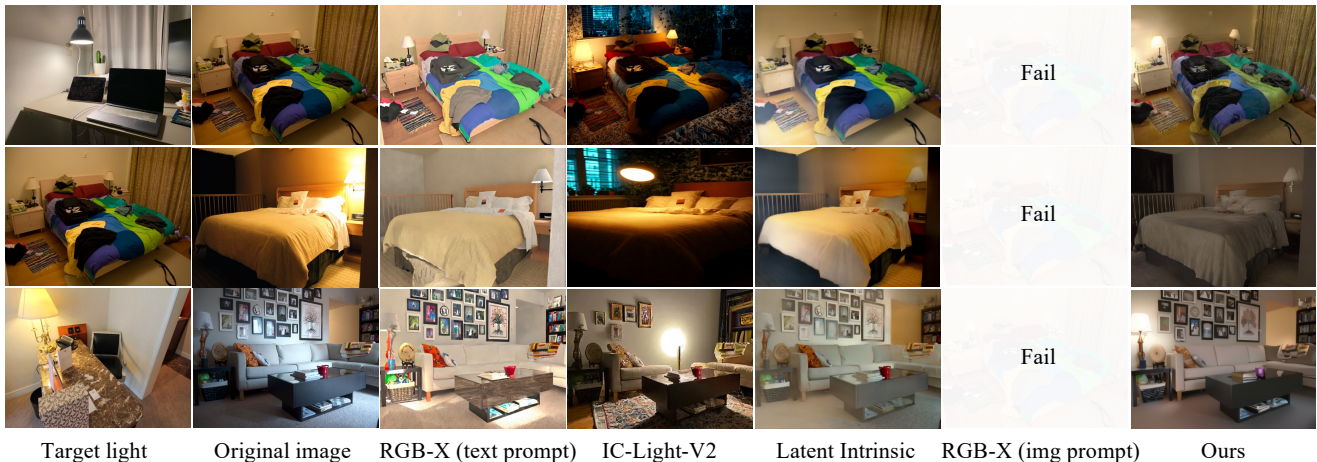 Fail
Fail
Fail
Target light Original image RGB-X (text prompt) IC-Light-V2 Latent Intrinsic RGB-X (img prompt) Ours